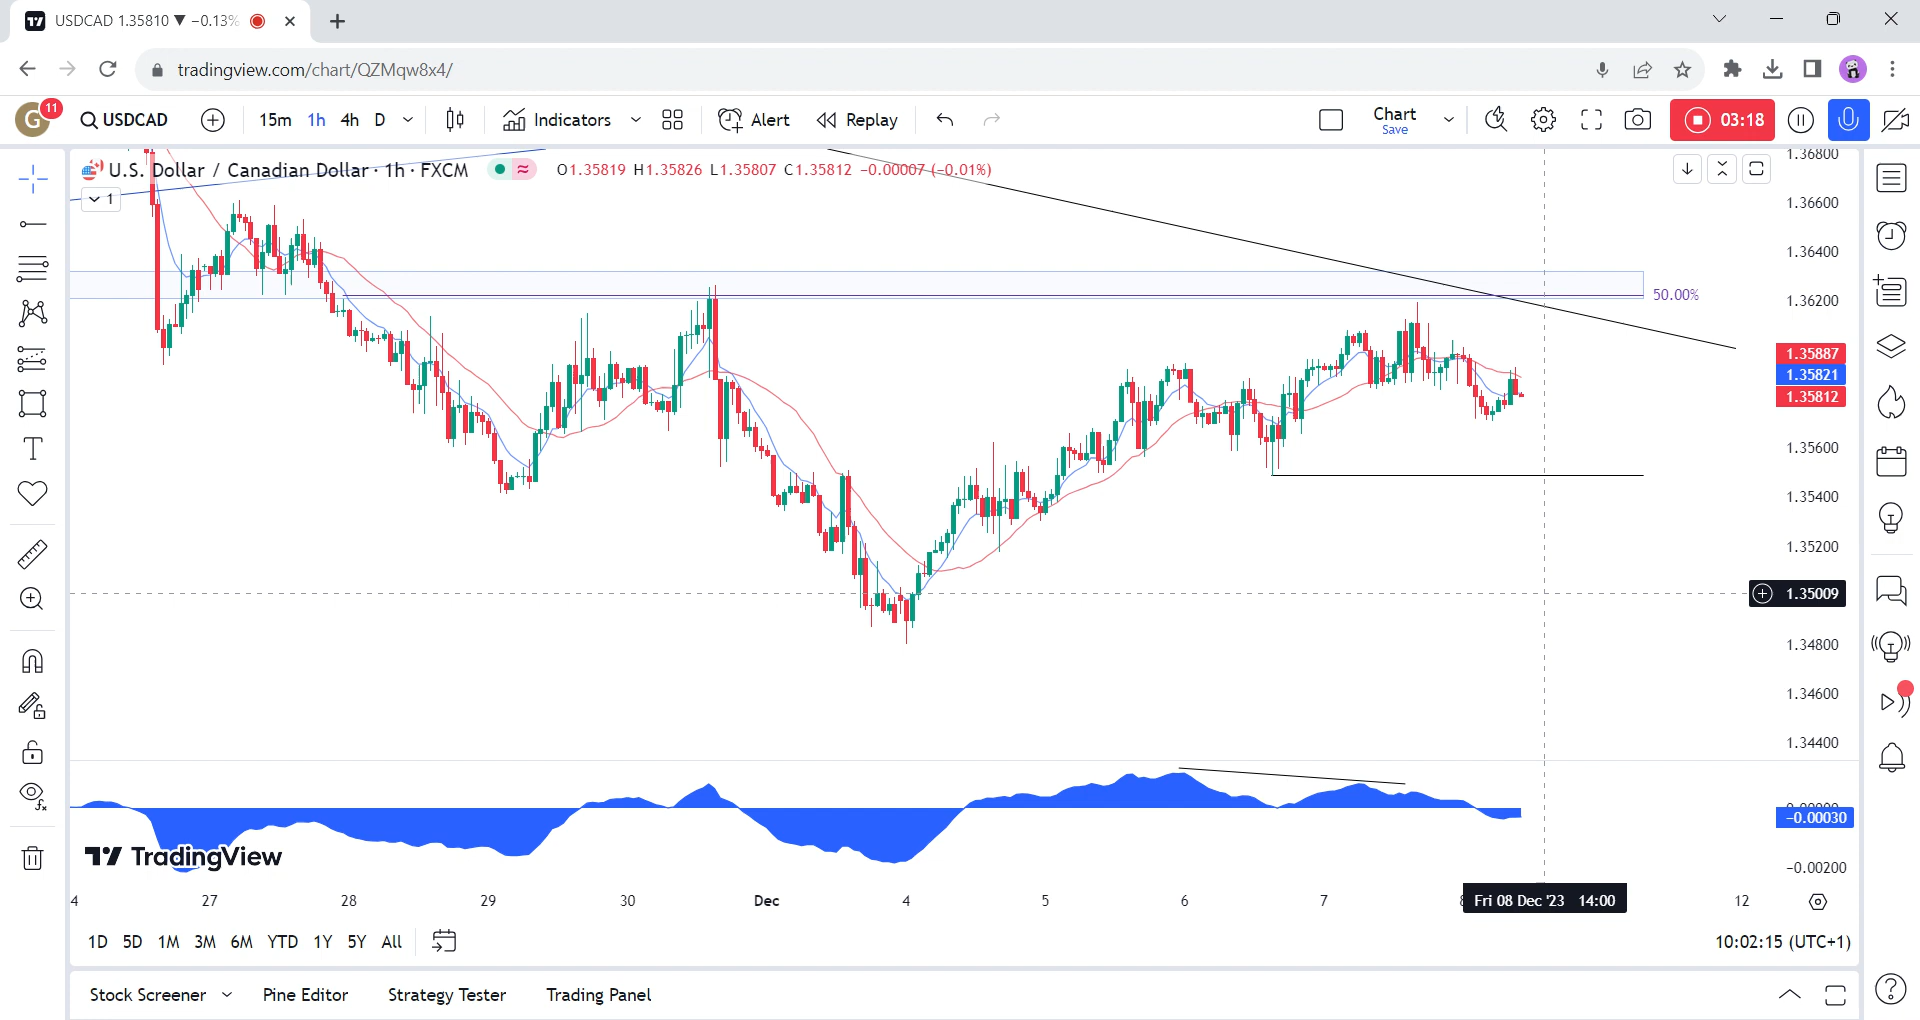 USDCAD 1.35810 ▼ −0.13%
tradingview.com/chart/QZMqw8x4/
G 11 USDCAD 15m 1h 4h D Indicators Alert Replay Chart 03:18
Save
U.S. Dollar / Canadian Dollar · 1h · FXCM O1.35819 H1.35826 L1.35807 C1.35812 −0.00007 (−0.01%)
1
1.36800
1.36600
1.36400
50.00%
1.36200
1.35887
1.35821
1.35812
1.35600
1.35400
1.35200
1.35009
1.34800
1.34600
1.34400
−0.00030
TradingView
−0.00200
4 27 28 29 30 Dec 4 5 6 7 Fri 08 Dec '23 14:00 12
1D 5D 1M 3M 6M YTD 1Y 5Y All 10:02:15 (UTC+1)
Stock Screener Pine Editor Strategy Tester Trading Panel